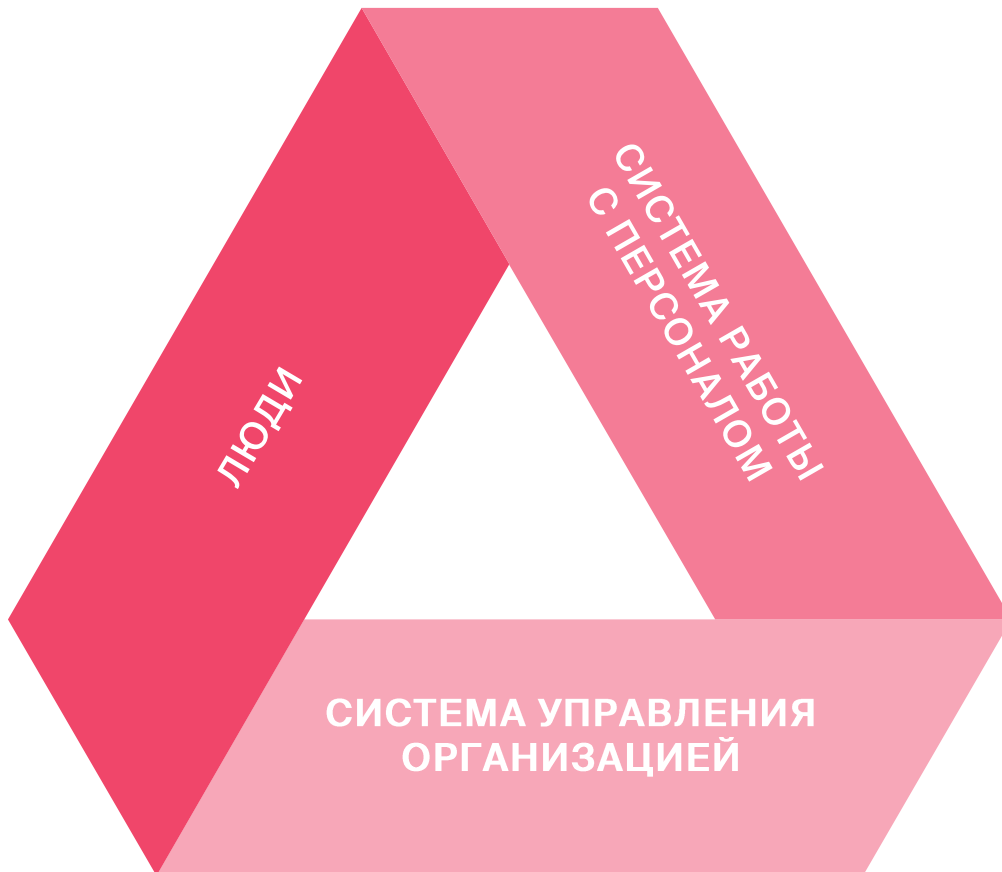 ЛЮДИ
СИСТЕМА РАБОТЫ
С ПЕРСОНАЛОМ
СИСТЕМА УПРАВЛЕНИЯ
ОРГАНИЗАЦИЕЙ